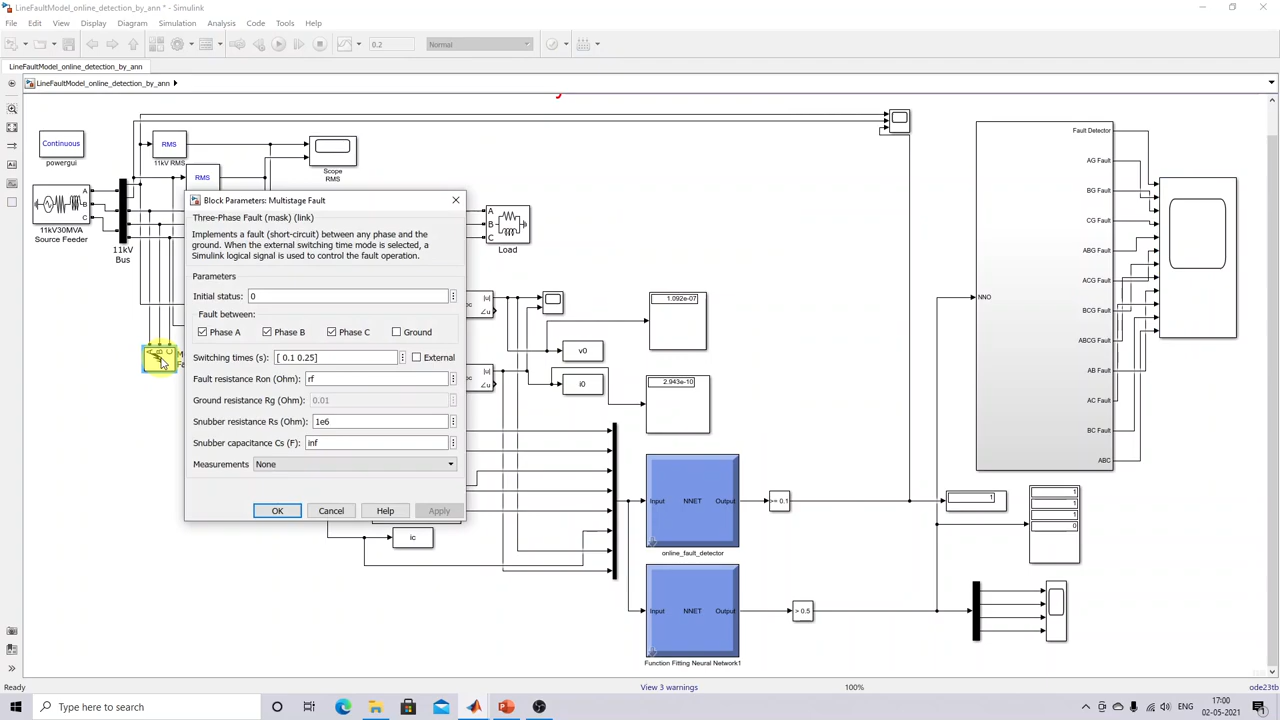 LineFaultModel_online_detection_by_ann * - Simulink
File Edit View Display Diagram Simulation Analysis Code Tools Help
0.2
Normal
LineFaultModel_online_detection_by_ann
LineFaultModel_online_detection_by_ann
Continuous
powergui
RMS
11kV RMS
RMS
Scope
RMS
A
B
C
11kV30MVA
Source Feeder
11kV
Bus
A
B
C
Load
A
B
C
Block Parameters: Multistage Fault
Three-Phase Fault (mask) (link)
Implements a fault (short-circuit) between any phase and the
ground. When the external switching time mode is selected, a
Simulink logical signal is used to control the fault operation.
Parameters
Initial status: 0
Fault between:
Phase A Phase B Phase C Ground
Switching times (s): [ 0.1 0.25] External
Fault resistance Ron (Ohm): rf
Ground resistance Rg (Ohm): 0.01
Snubber resistance Rs (Ohm): 1e6
Snubber capacitance Cs (F): inf
Measurements None
OK Cancel Help Apply
|u|
∠u
|u|
∠u
v0
i0
ic
1.092e-07
2.943e-10
Input NNET Output
online_fault_detector
Input NNET Output
Function Fitting Neural Network1
>= 0.1
> 0.5
1
1
1
1
0
NNO
Fault Detector
AG Fault
BG Fault
CG Fault
ABG Fault
ACG Fault
BCG Fault
ABCG Fault
AB Fault
AC Fault
BC Fault
ABC
Ready
View 3 warnings
100%
ode23tb
Type here to search
ENG
17:00
02-05-2021